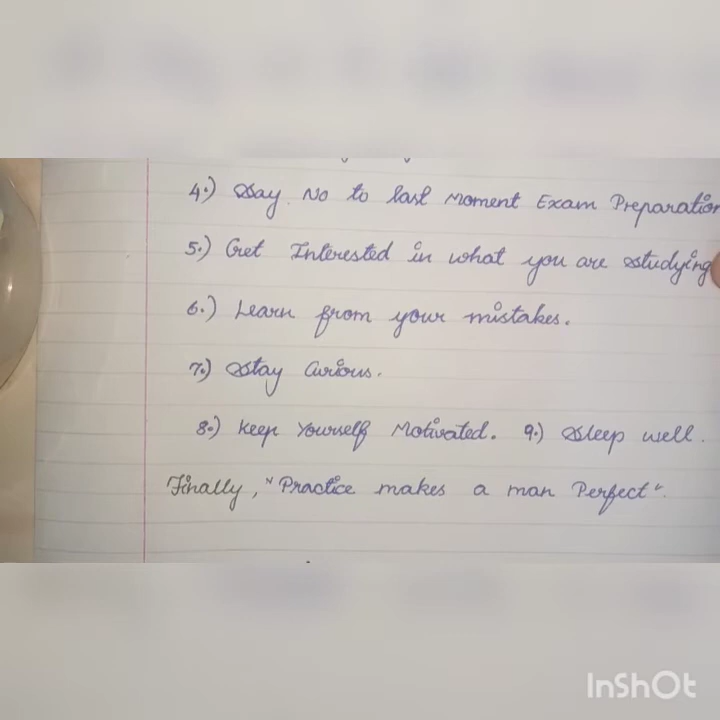 4.) Say No to last Moment Exam Preparation
5.) Get Interested in what you are studying
6.) Learn from your mistakes.
7.) Stay Curious.
8.) Keep Yourself Motivated. 9.) Sleep well.
Finally, "Practice makes a man Perfect".
InShOt